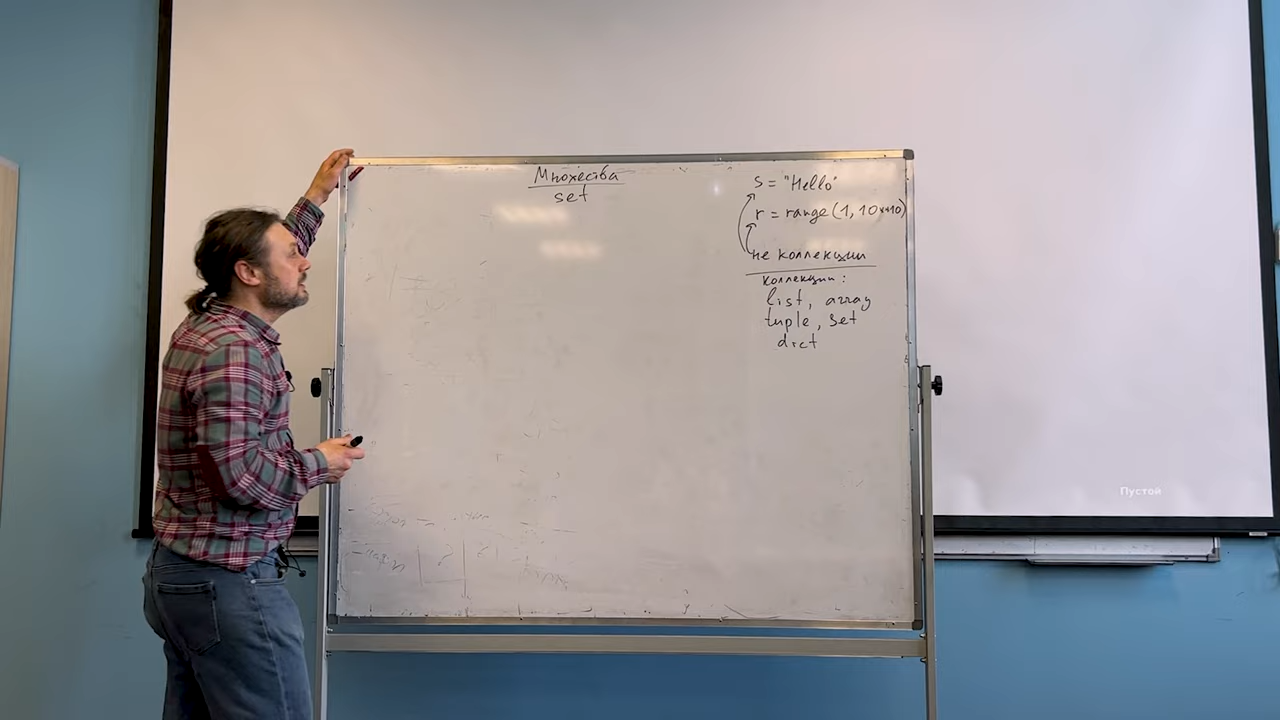 Множества
set
s = "Hello"
r = range(1, 10**10)
не коллекции
коллекции:
list, array
tuple, set
dict
Пустой